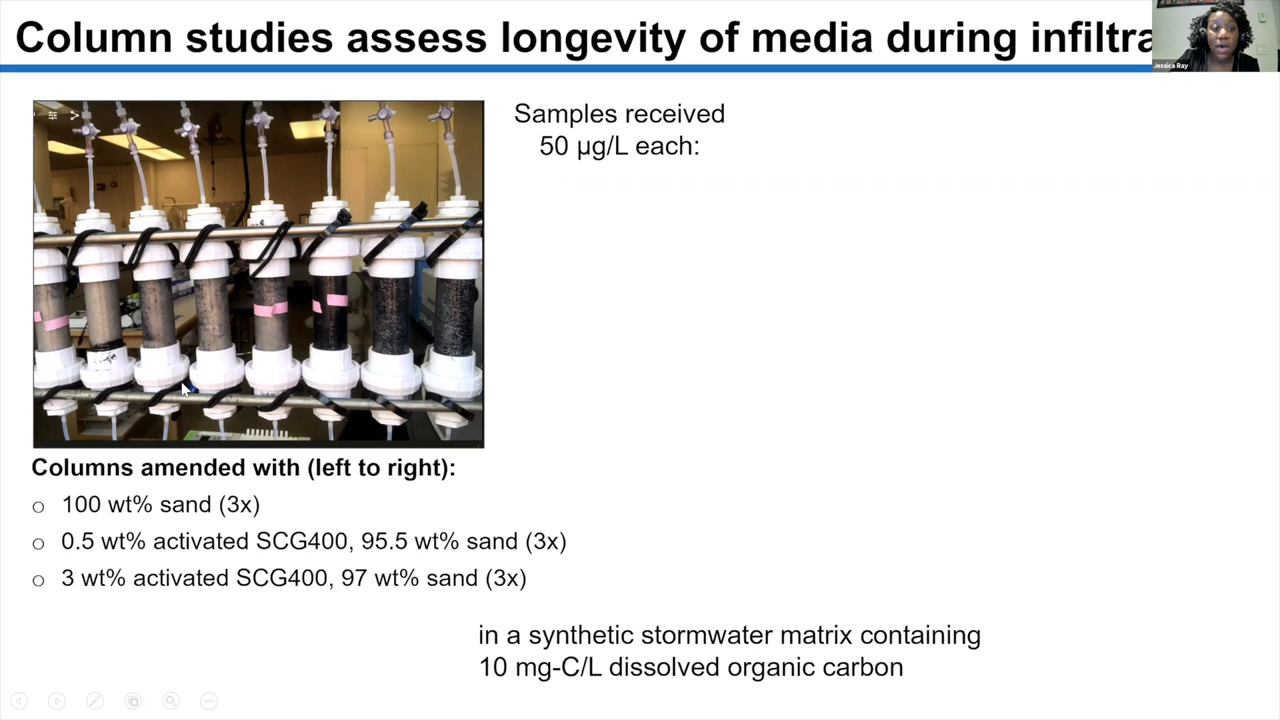 Column studies assess longevity of media during infiltra
Jessica Ray
Samples received
50 µg/L each:
Columns amended with (left to right):
o 100 wt% sand (3x)
o 0.5 wt% activated SCG400, 95.5 wt% sand (3x)
o 3 wt% activated SCG400, 97 wt% sand (3x)
in a synthetic stormwater matrix containing
10 mg-C/L dissolved organic carbon